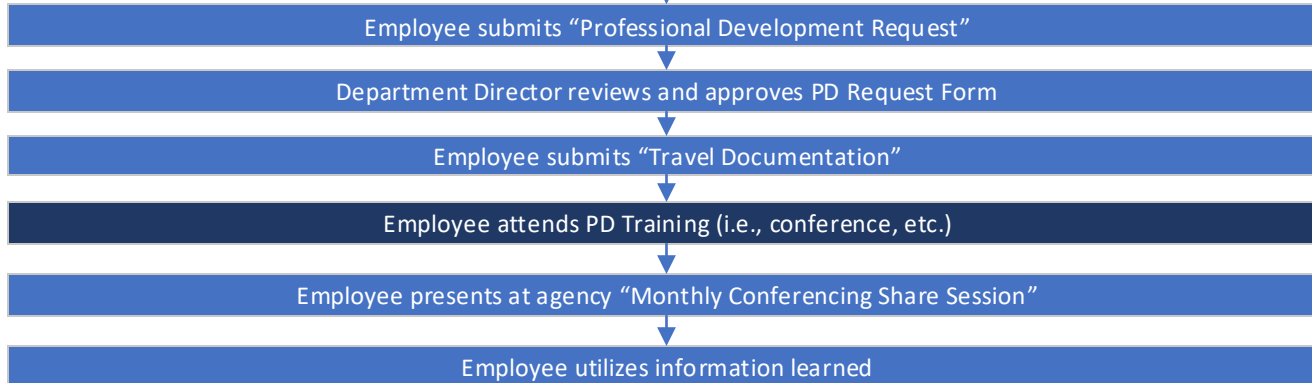 Employee submits “Professional Development Request”
Department Director reviews and approves PD Request Form
Employee submits “Travel Documentation”
Employee attends PD Training (i.e., conference, etc.)
Employee presents at agency “Monthly Conferencing Share Session”
Employee utilizes information learned